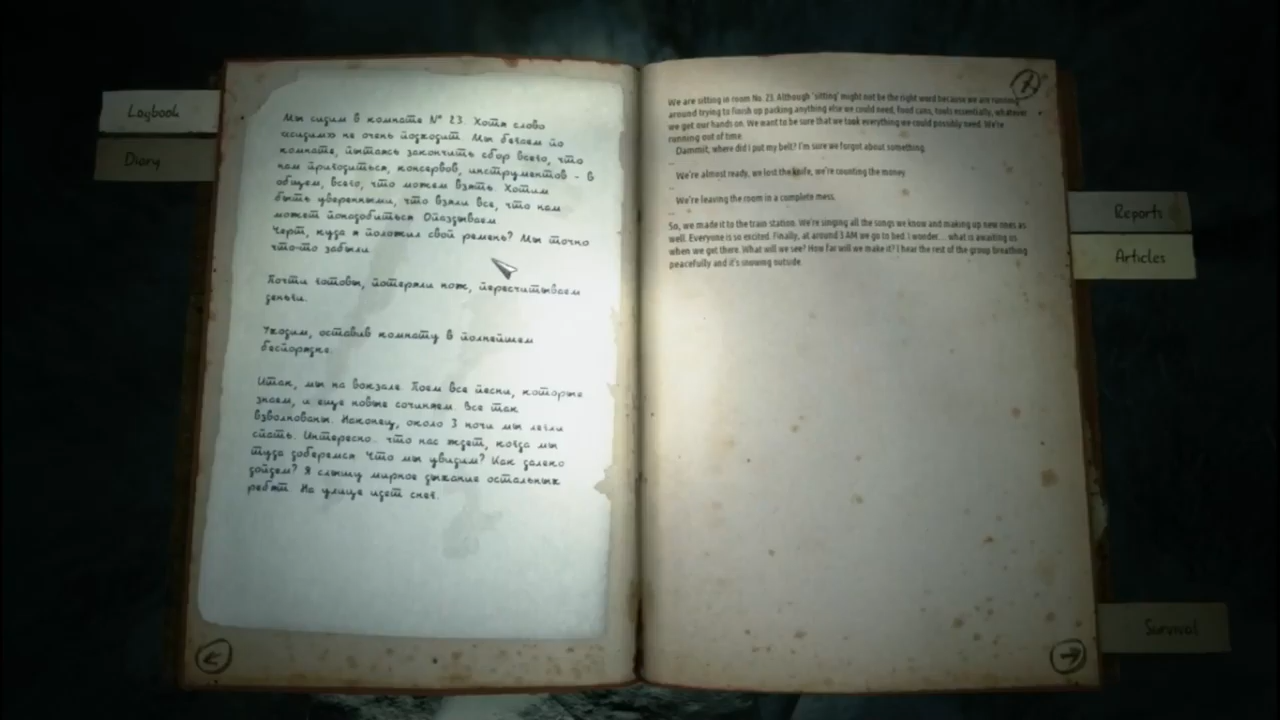 Logbook
Diary
Мы сидим в комнате № 23. Хотя слово
«сидим» не очень подходит. Мы бегаем по
комнате, пытаясь закончить сбор всего, что
нам пригодиться, консервов, инструментов - в
общем, всего, что можем взять. Хотим
быть уверенными, что взяли все, что нам
может понадобиться. Опаздываем.
Черт, куда я положил свой ремень? Мы точно
что-то забыли.
Почти готовы, потеряли нож, пересчитываем
деньги.
Уходим, оставив комнату в полнейшем
беспорядке.
Итак, мы на вокзале. Поем все песни, которые
знаем, и еще новые сочиняем. Все так
взволнованы. Наконец, около 3 ночи мы легли
спать. Интересно.. что нас ждет, когда мы
туда доберемся. Что мы увидим? Как далеко
дойдем? Я слышу мирное дыхание остальных
ребят. На улице идет снег.
We are sitting in room No. 23. Although 'sitting' might not be the right word because we are running
around trying to finish up packing anything else we could need, food cans, tools essentially, whatever
we get our hands on. We want to be sure that we took everything we could possibly need. We're
running out of time.
Dammit, where did I put my belt? I'm sure we forgot about something.
...
We're almost ready, we lost the knife, we're counting the money.
...
We're leaving the room in a complete mess.
...
So, we made it to the train station. We're singing all the songs we know and making up new ones as
well. Everyone is so excited. Finally, at around 3 AM we go to bed. I wonder... what is awaiting us
when we get there. What will we see? How far will we make it? I hear the rest of the group breathing
peacefully and it's snowing outside.
Reports
Articles
Survival